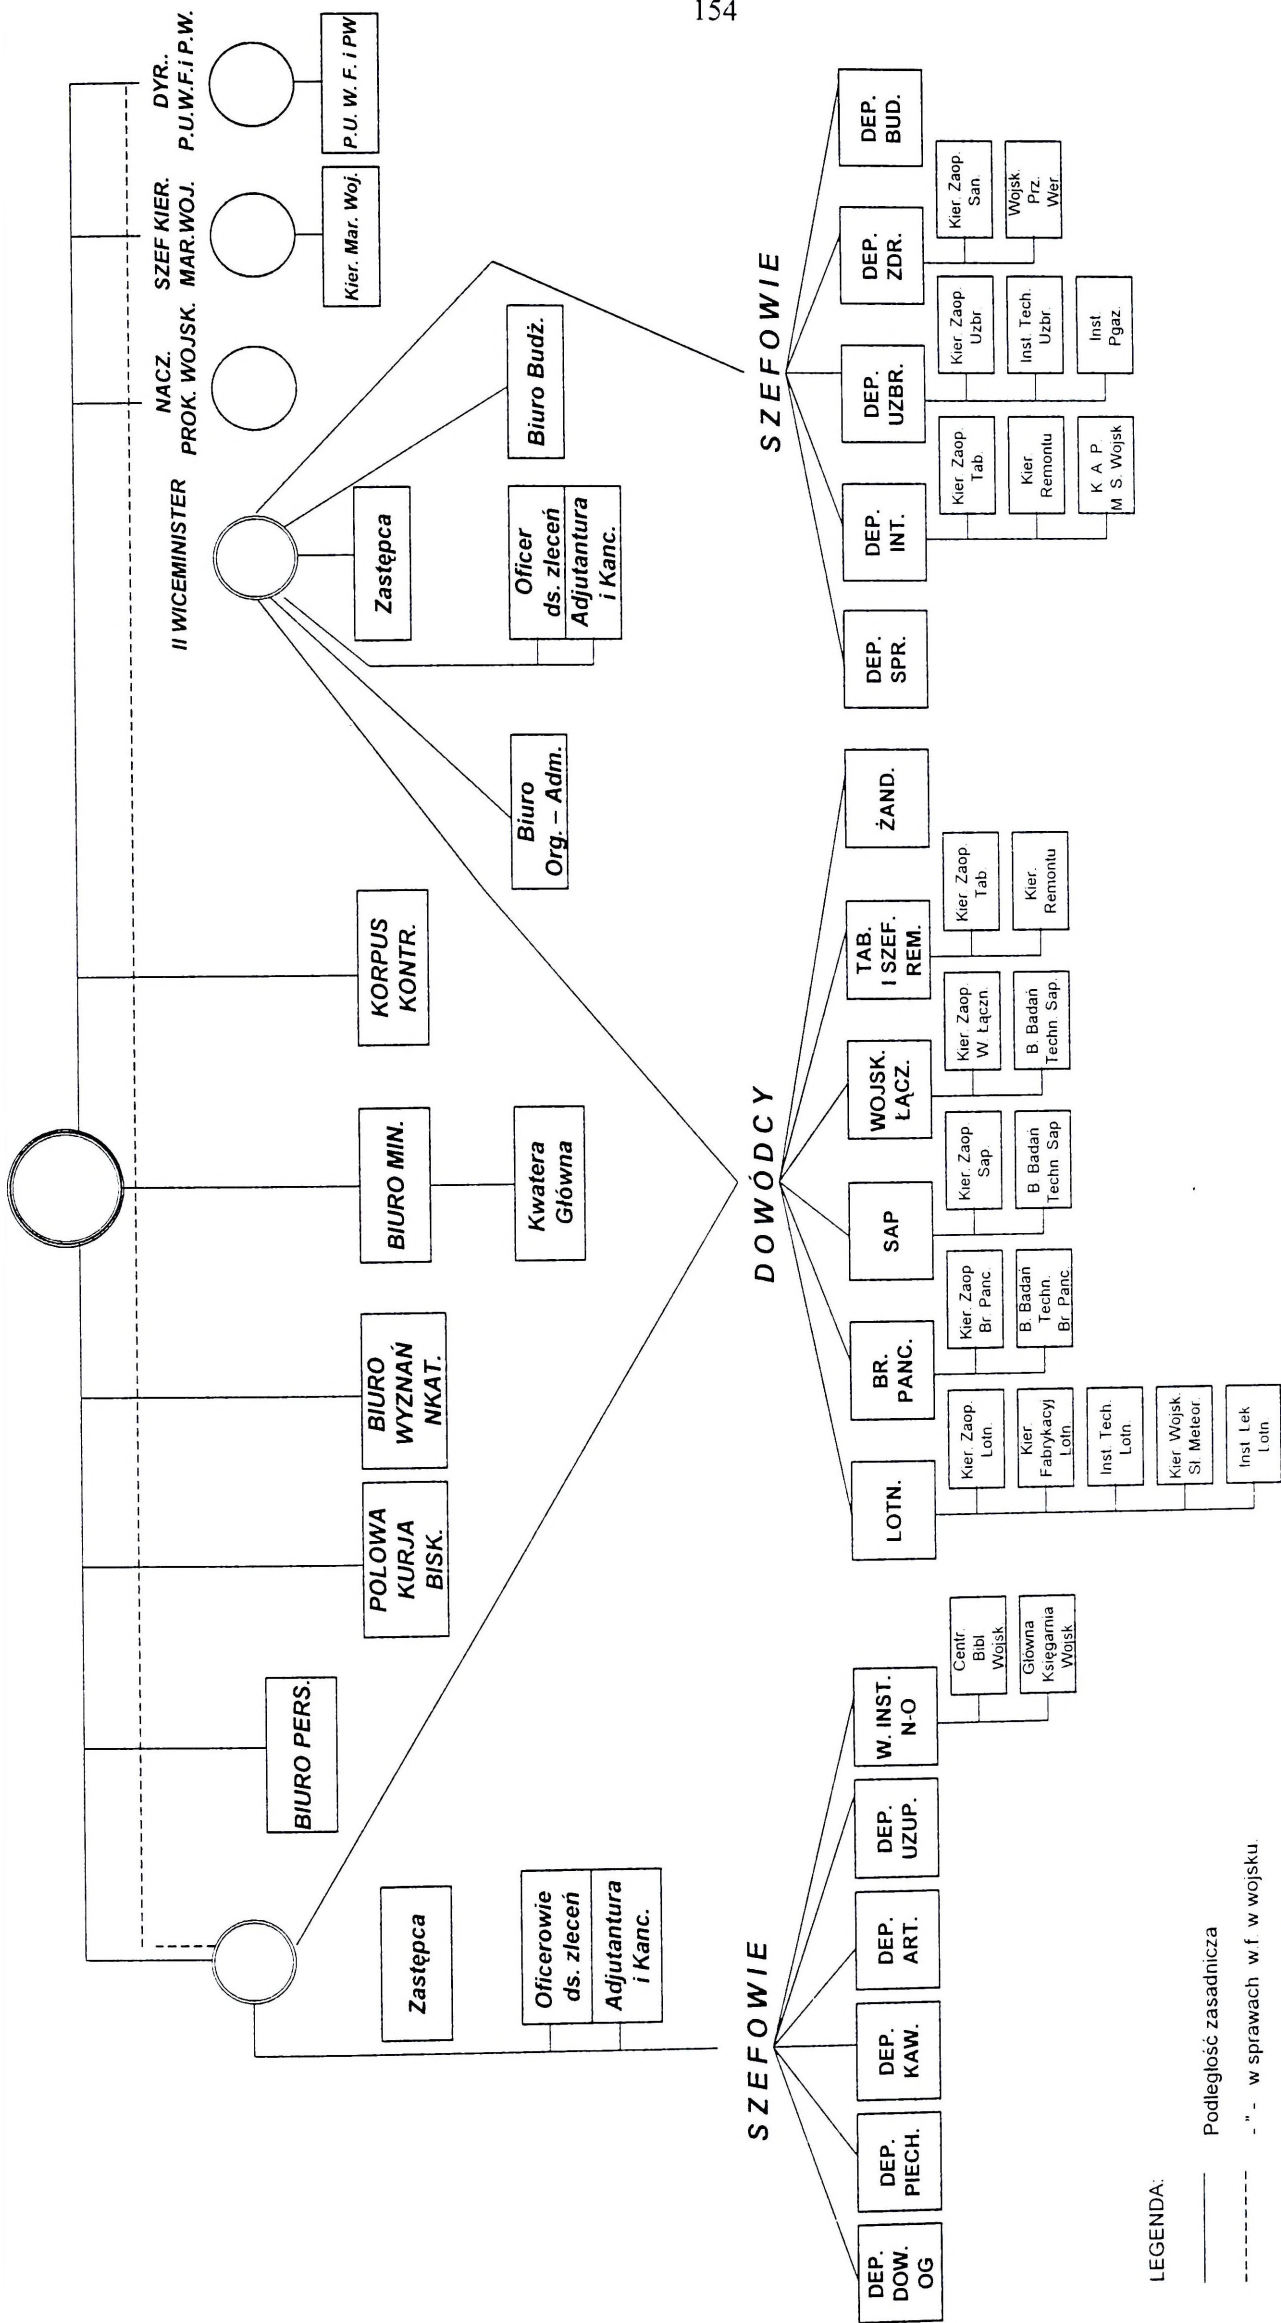 154
NACZ.
PROK. WOJSK.
SZEF KIER.
MAR.WOJ.
DYR..
P.U.W.F.i P.W.
II WICEMINISTER
Kier. Mar. Woj.
P.U. W. F. i PW
BIURO PERS.
POLOWA
KURJA
BISK.
BIURO
WYZNAŃ
NKAT.
BIURO MIN.
KORPUS
KONTR.
Zastępca
Zastępca
Oficerowie
ds. zleceń
Adjutantura
i Kanc.
Kwatera
Główna
Biuro
Org. – Adm.
Oficer
ds. zleceń
Adjutantura
i Kanc.
Biuro Budż.
SZEFOWIE
DOWÓDCY
SZEFOWIE
DEP.
DOW.
OG
DEP.
PIECH.
DEP.
KAW.
DEP.
ART.
DEP.
UZUP.
W. INST.
N-O
Centr.
Bibl
Wojsk
Główna
Księgarnia
Wojsk
LOTN.
Kier. Zaop.
Lotn.
Kier.
Fabrykacyj
Lotn
Inst. Tech.
Lotn.
Kier Wojsk.
Sł. Meteor.
Inst Lek
Lotn
BR.
PANC.
Kier. Zaop
Br. Panc.
B. Badań
Techn.
Br Panc.
SAP
Kier. Zaop
Sap.
B Badań
Techn Sap
WOJSK.
ŁĄCZ.
Kier. Zaop.
W. Łączn.
B. Badań
Techn Sap.
TAB.
I SZEF.
REM.
Kier Zaop.
Tab.
Kier.
Remontu
ŻAND.
DEP.
SPR.
DEP.
INT.
Kier. Zaop.
Tab.
Kier
Remontu
K A P.
M S. Wojsk
DEP.
UZBR.
Kier. Zaop.
Uzbr
Inst. Tech.
Uzbr.
Inst.
Pgaz.
DEP.
ZDR.
Kier. Zaop.
San.
Wojsk.
Prz.
Wer
DEP.
BUD.
LEGENDA:
Podległość zasadnicza
- " - w sprawach w.f. w wojsku.